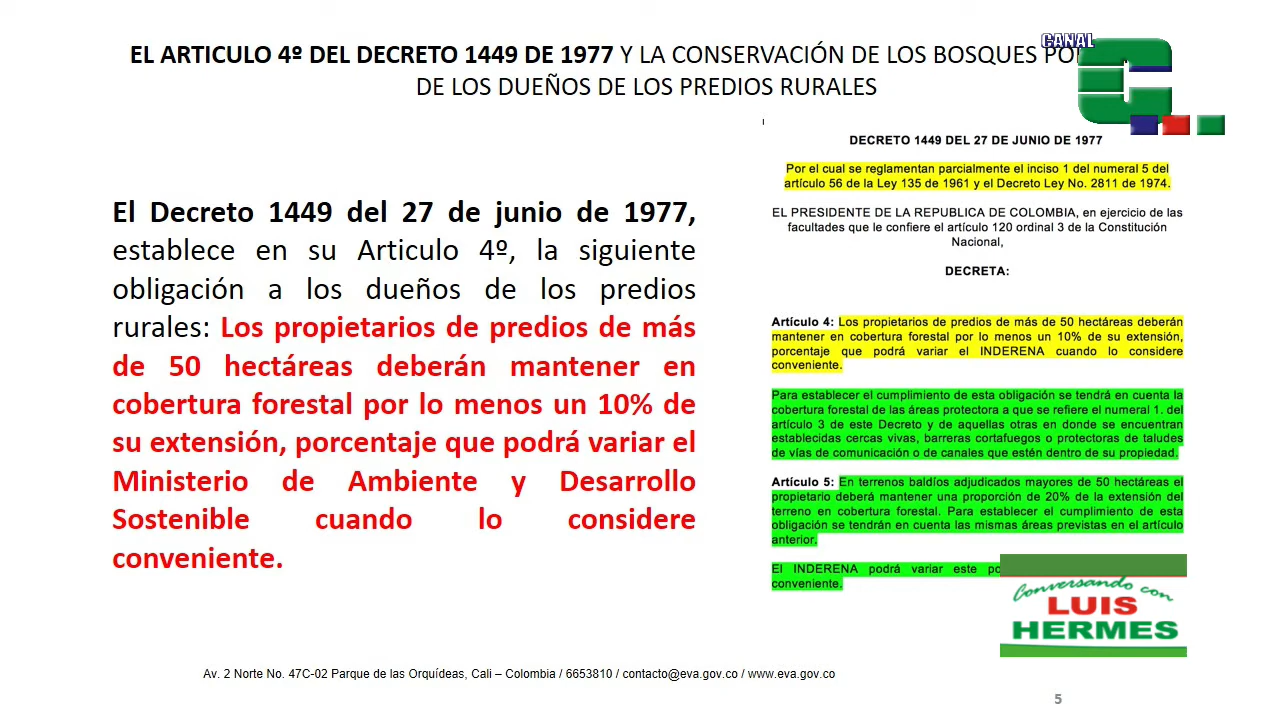 EL ARTICULO 4º DEL DECRETO 1449 DE 1977 Y LA CONSERVACIÓN DE LOS BOSQUES
DE LOS DUEÑOS DE LOS PREDIOS RURALES
CANAL
C
DECRETO 1449 DEL 27 DE JUNIO DE 1977
Por el cual se reglamentan parcialmente el inciso 1 del numeral 5 del
artículo 56 de la Ley 135 de 1961 y el Decreto Ley No. 2811 de 1974.
EL PRESIDENTE DE LA REPUBLICA DE COLOMBIA, en ejercicio de las
facultades que le confiere el artículo 120 ordinal 3 de la Constitución
Nacional,
DECRETA:
El Decreto 1449 del 27 de junio de 1977,
establece en su Articulo 4º, la siguiente
obligación a los dueños de los predios
rurales: Los propietarios de predios de más
de 50 hectáreas deberán mantener en
cobertura forestal por lo menos un 10% de
su extensión, porcentaje que podrá variar el
Ministerio de Ambiente y Desarrollo
Sostenible cuando lo considere
conveniente.
Artículo 4: Los propietarios de predios de más de 50 hectáreas deberán
mantener en cobertura forestal por lo menos un 10% de su extensión,
porcentaje que podrá variar el INDERENA cuando lo considere
conveniente.
Para establecer el cumplimiento de esta obligación se tendrá en cuenta la
cobertura forestal de las áreas protectora a que se refiere el numeral 1. del
artículo 3 de este Decreto y de aquellas otras en donde se encuentran
establecidas cercas vivas, barreras cortafuegos o protectoras de taludes
de vías de comunicación o de canales que estén dentro de su propiedad.
Artículo 5: En terrenos baldíos adjudicados mayores de 50 hectáreas el
propietario deberá mantener una proporción de 20% de la extensión del
terreno en cobertura forestal. Para establecer el cumplimiento de esta
obligación se tendrán en cuenta las mismas áreas previstas en el artículo
anterior.
El INDERENA podrá variar este
conveniente.
Conversando con
LUIS
HERMES
Av. 2 Norte No. 47C-02 Parque de las Orquídeas, Cali – Colombia / 6653810 / contacto@eva.gov.co / www.eva.gov.co
5